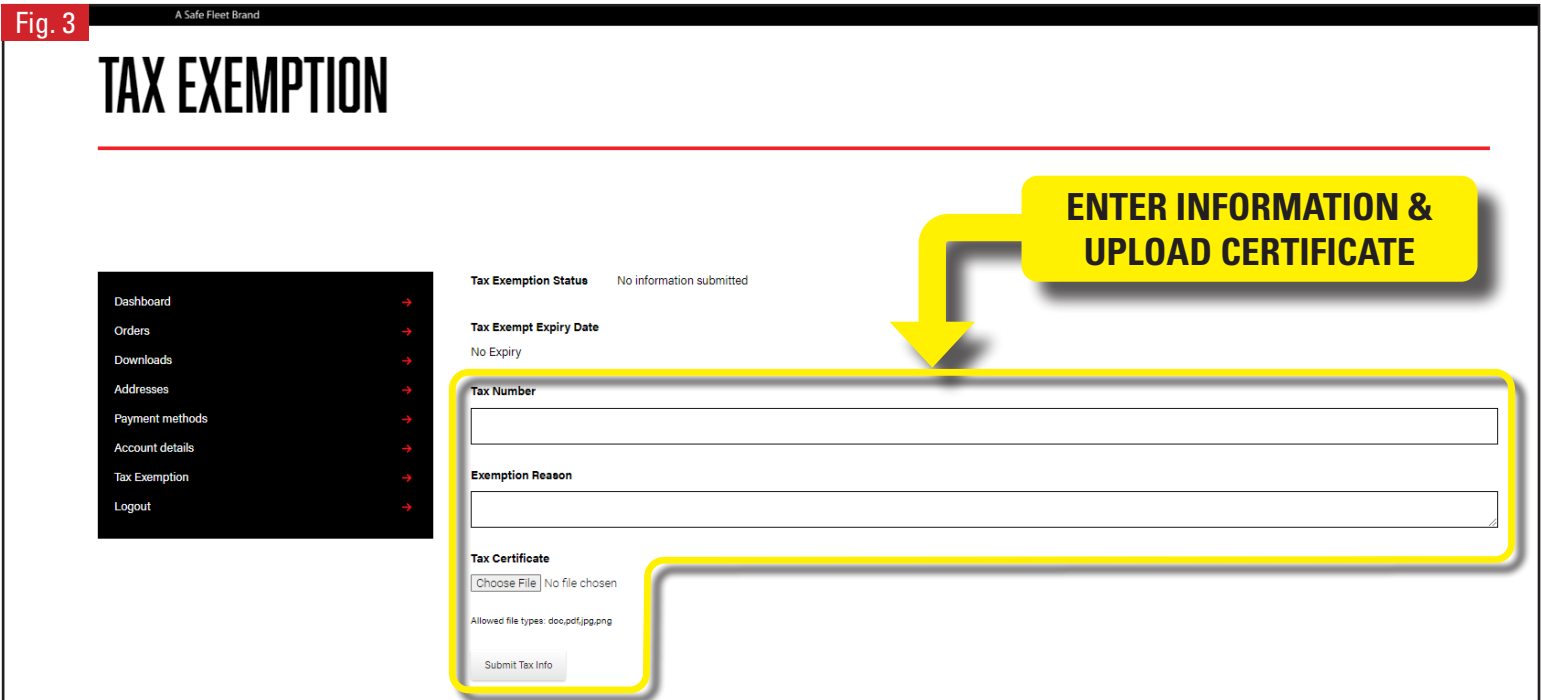 Fig. 3
A Safe Fleet Brand
TAX EXEMPTION
ENTER INFORMATION &
UPLOAD CERTIFICATE
Dashboard
Orders
Downloads
Addresses
Payment methods
Account details
Tax Exemption
Logout
Tax Exemption Status No information submitted
Tax Exempt Expiry Date
No Expiry
Tax Number
Exemption Reason
Tax Certificate
Choose File No file chosen
Allowed file types: doc,pdf,jpg,png
Submit Tax Info